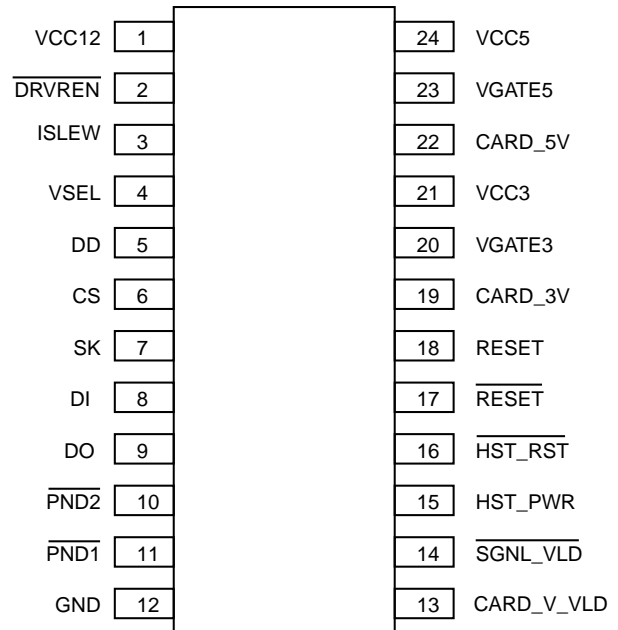 VCC12 1 24 VCC5
DRVREN 2 23 VGATE5
ISLEW 3 22 CARD_5V
VSEL 4 21 VCC3
DD 5 20 VGATE3
CS 6 19 CARD_3V
SK 7 18 RESET
DI 8 17 RESET
DO 9 16 HST_RST
PND2 10 15 HST_PWR
PND1 11 14 SGNL_VLD
GND 12 13 CARD_V_VLD